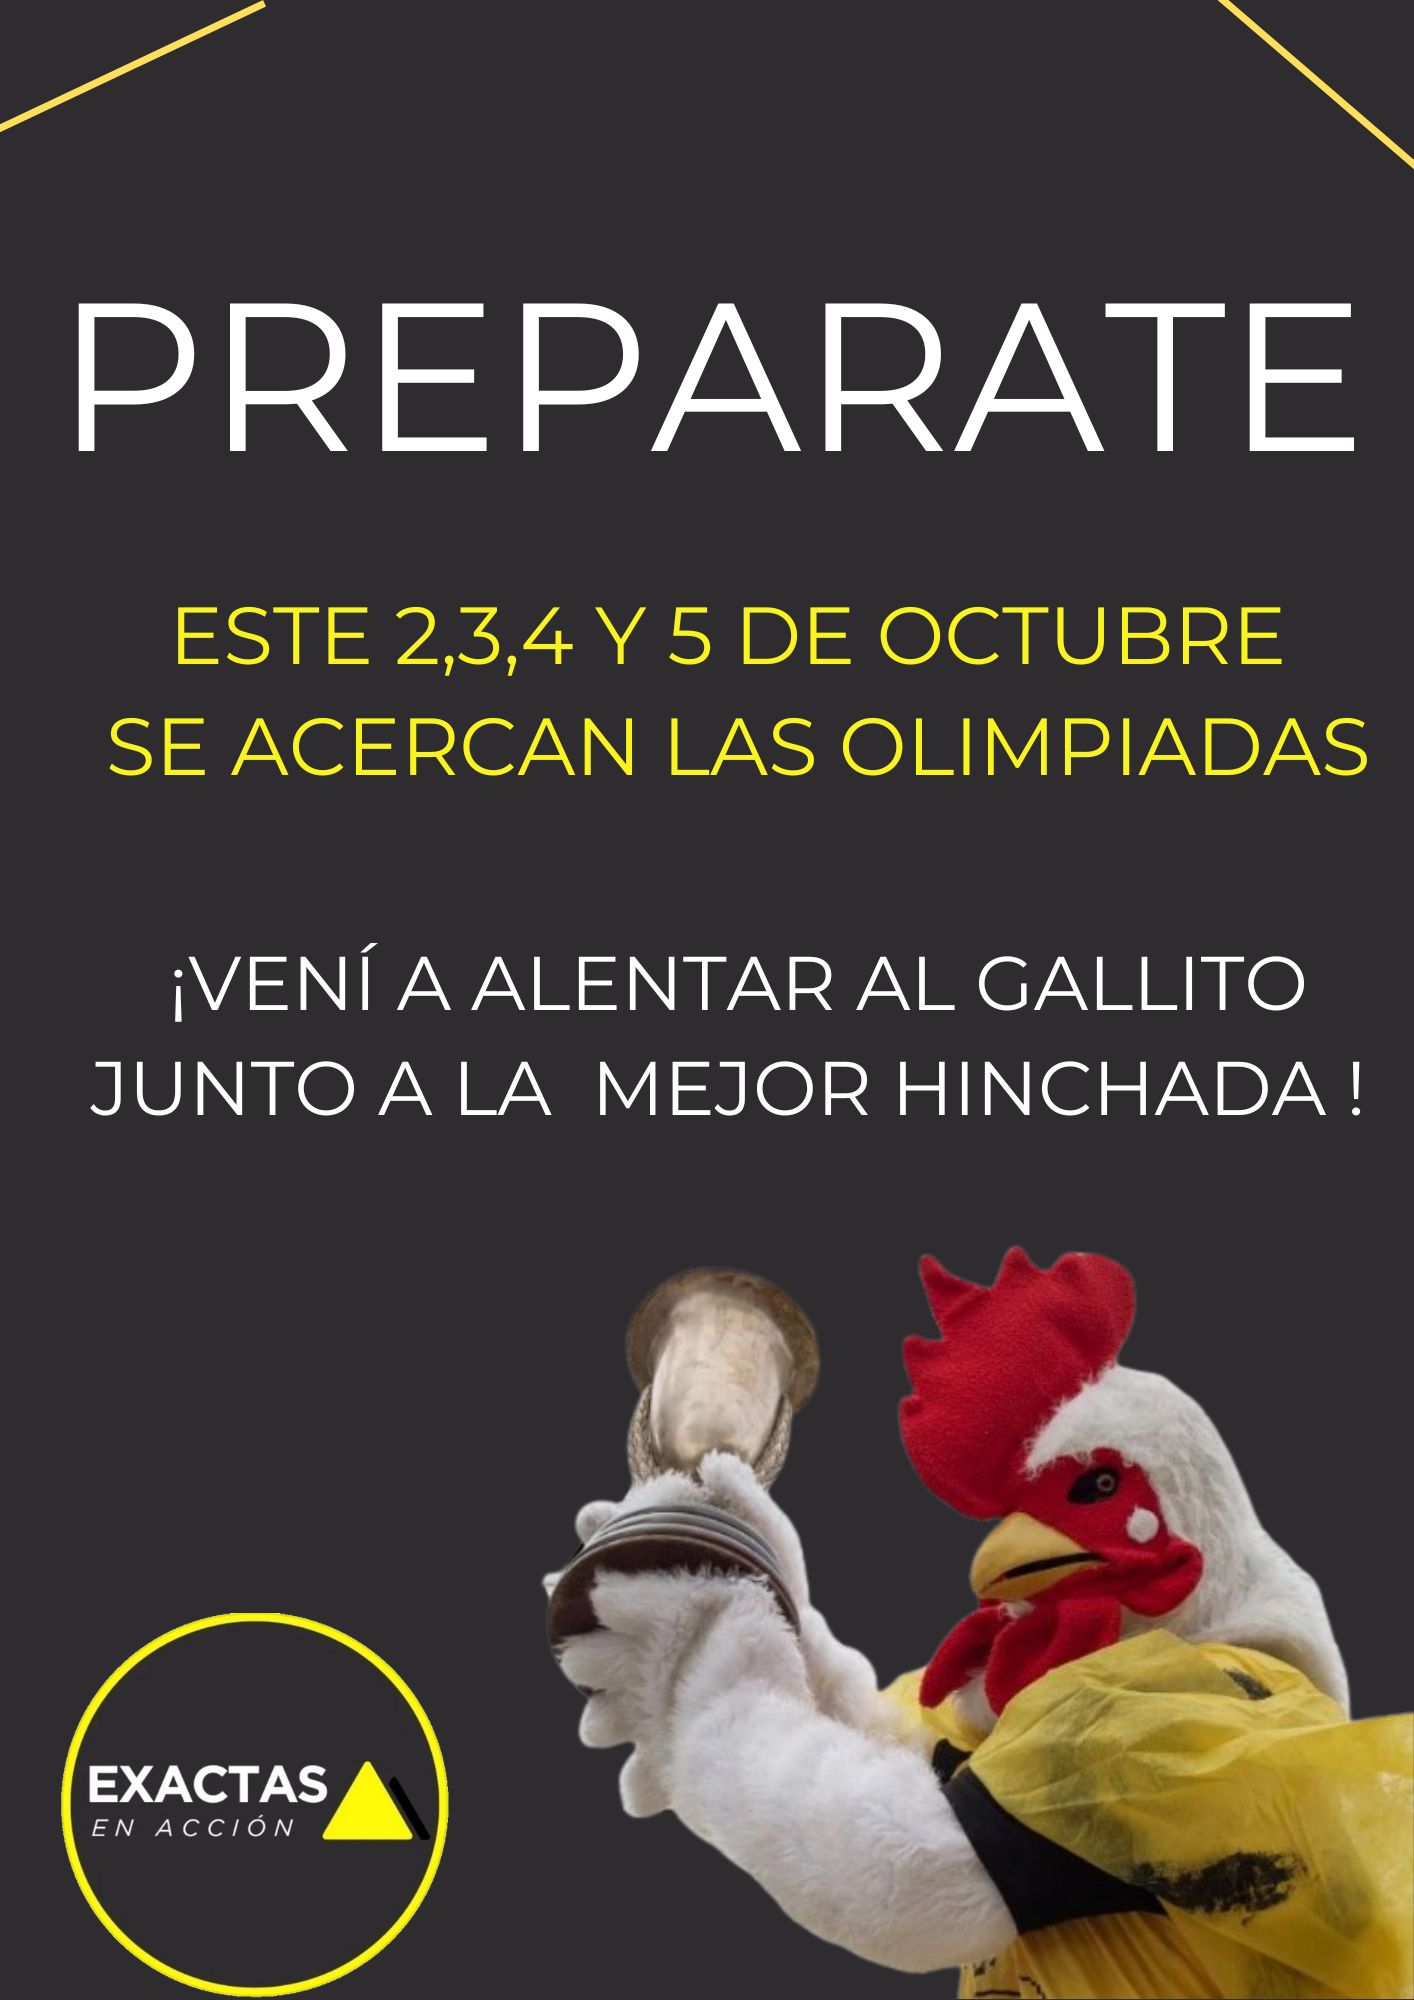 PREPARATE
ESTE 2,3,4 Y 5 DE OCTUBRE
SE ACERCAN LAS OLIMPIADAS
¡VENÍ A ALENTAR AL GALLITO
JUNTO A LA MEJOR HINCHADA !
EXACTAS
EN ACCIÓN